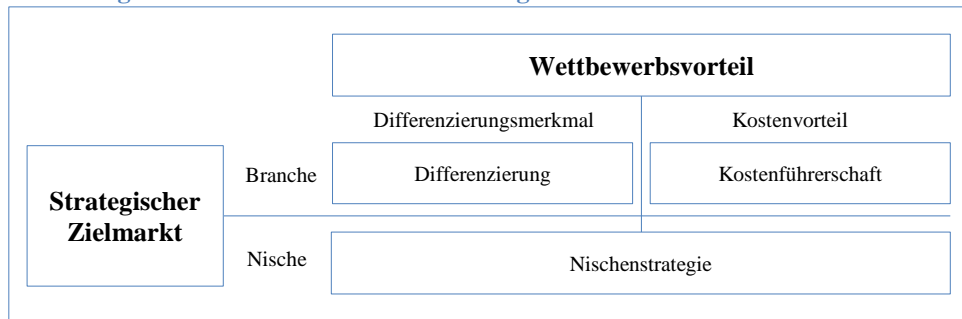 Wettbewerbsvorteil
Differenzierungsmerkmal
Kostenvorteil
Strategischer
Zielmarkt
Branche
Differenzierung
Kostenführerschaft
Nische
Nischenstrategie